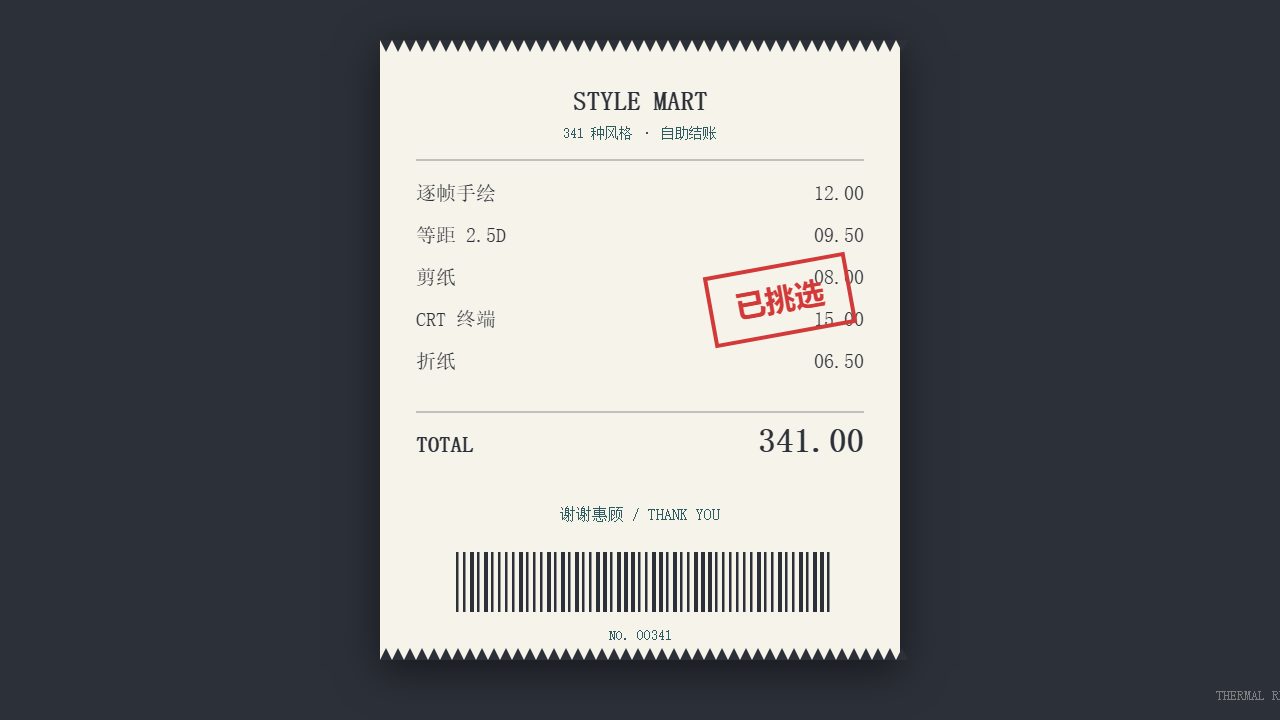 STYLE MART
341 种风格 · 自助结账
逐帧手绘 12.00
等距 2.5D 09.50
剪纸 08.00
CRT 终端 15.00
折纸 06.50
已挑选
TOTAL 341.00
谢谢惠顾 / THANK YOU
NO. 00341
THERMAL